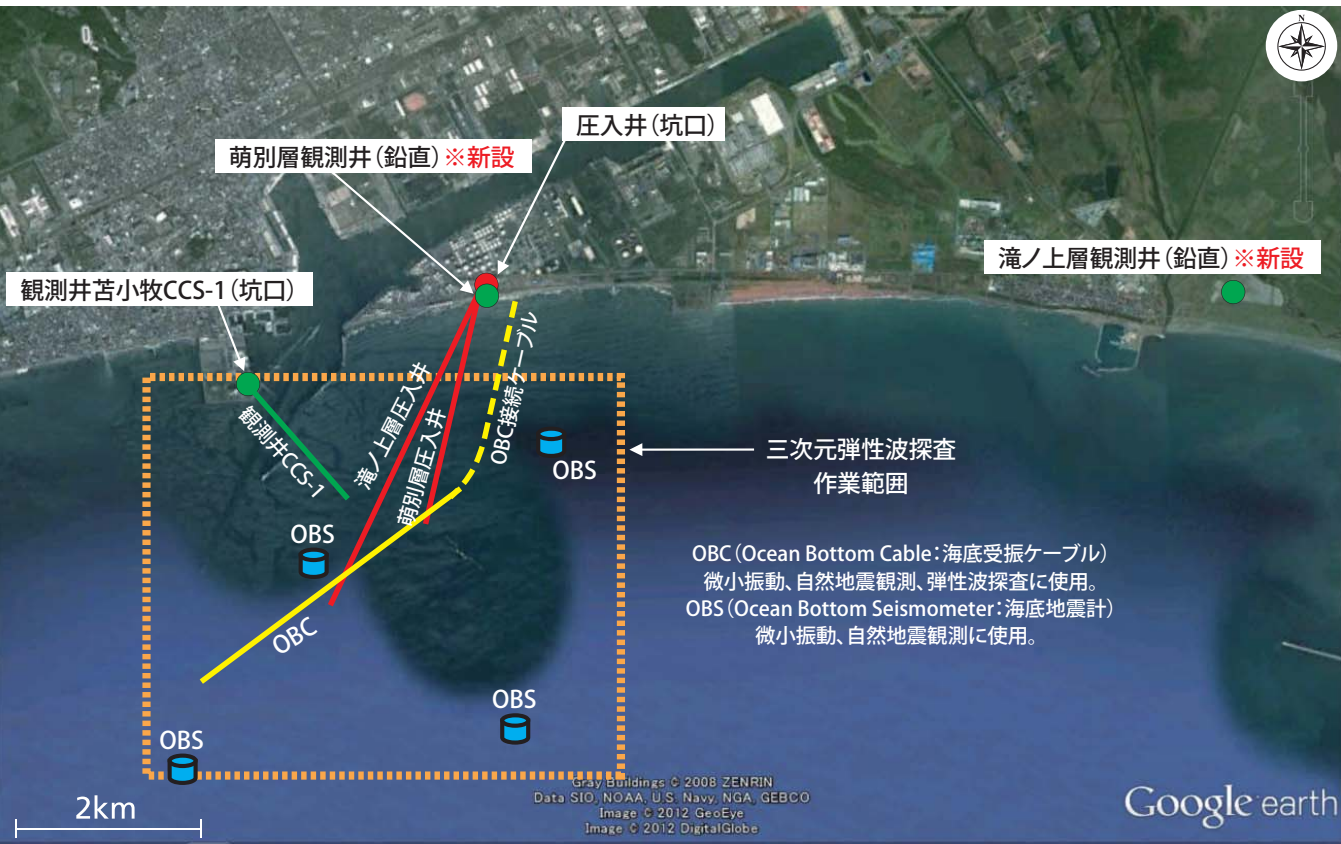 N
圧入井（坑口）
萌別層観測井（鉛直）※新設
滝ノ上層観測井（鉛直）※新設
観測井苫小牧CCS-1（坑口）
観測井CCS-1
滝ノ上層圧入井
萌別層圧入井
OBC接続ケーブル
OBS
三次元弾性波探査
作業範囲
OBS
OBC（Ocean Bottom Cable：海底受振ケーブル）
微小振動、自然地震観測、弾性波探査に使用。
OBS（Ocean Bottom Seismometer：海底地震計）
微小振動、自然地震観測に使用。
OBC
OBS
OBS
2km
Gray Buildings © 2008 ZENRIN
Data SIO, NOAA, U.S. Navy, NGA, GEBCO
Image © 2012 GeoEye
Image © 2012 DigitalGlobe
Google earth